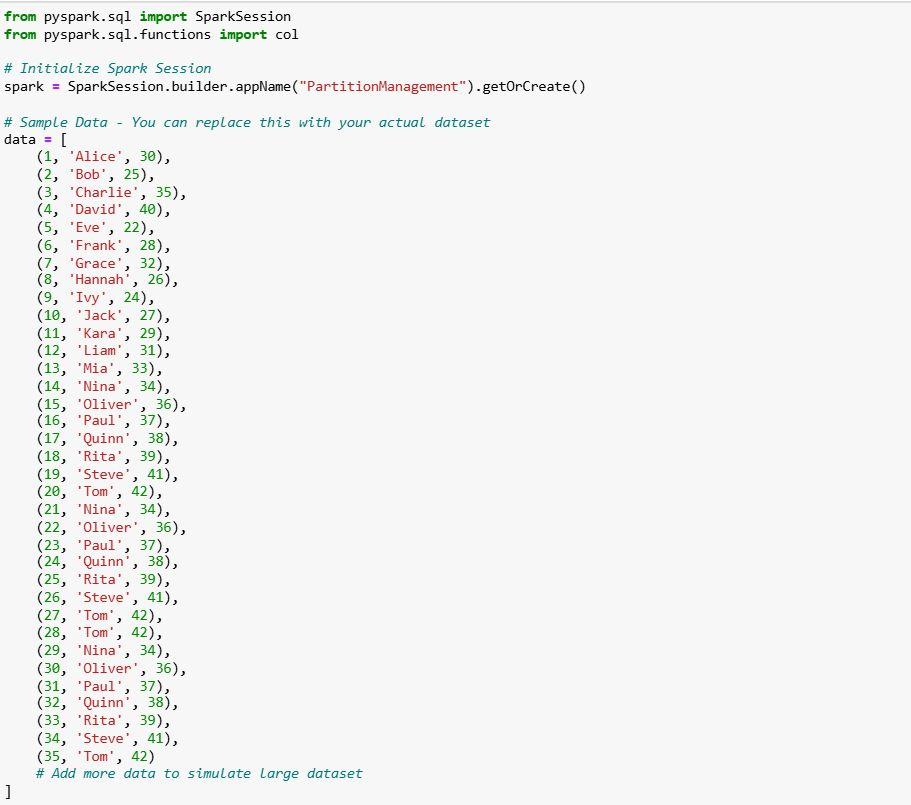 from pyspark.sql import SparkSession
from pyspark.sql.functions import col
# Initialize Spark Session
spark = SparkSession.builder.appName("PartitionManagement").getOrCreate()
# Sample Data - You can replace this with your actual dataset
data = [
    (1, 'Alice', 30),
    (2, 'Bob', 25),
    (3, 'Charlie', 35),
    (4, 'David', 40),
    (5, 'Eve', 22),
    (6, 'Frank', 28),
    (7, 'Grace', 32),
    (8, 'Hannah', 26),
    (9, 'Ivy', 24),
    (10, 'Jack', 27),
    (11, 'Kara', 29),
    (12, 'Liam', 31),
    (13, 'Mia', 33),
    (14, 'Nina', 34),
    (15, 'Oliver', 36),
    (16, 'Paul', 37),
    (17, 'Quinn', 38),
    (18, 'Rita', 39),
    (19, 'Steve', 41),
    (20, 'Tom', 42),
    (21, 'Nina', 34),
    (22, 'Oliver', 36),
    (23, 'Paul', 37),
    (24, 'Quinn', 38),
    (25, 'Rita', 39),
    (26, 'Steve', 41),
    (27, 'Tom', 42),
    (28, 'Tom', 42),
    (29, 'Nina', 34),
    (30, 'Oliver', 36),
    (31, 'Paul', 37),
    (32, 'Quinn', 38),
    (33, 'Rita', 39),
    (34, 'Steve', 41),
    (35, 'Tom', 42)
    # Add more data to simulate large dataset
]